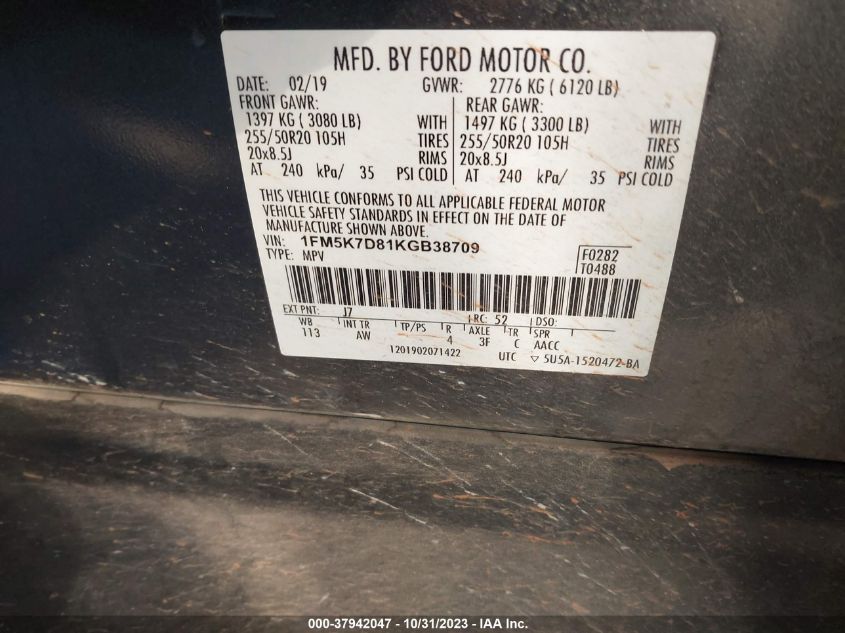 MFD. BY FORD MOTOR CO.
DATE: 02/19 GVWR: 2776 KG ( 6120 LB)
FRONT GAWR: REAR GAWR:
1397 KG ( 3080 LB) WITH 1497 KG ( 3300 LB) WITH
255/50R20 105H TIRES 255/50R20 105H TIRES
20x8.5J RIMS 20x8.5J RIMS
AT 240 kPa/ 35 PSI COLD AT 240 kPa/ 35 PSI COLD
THIS VEHICLE CONFORMS TO ALL APPLICABLE FEDERAL MOTOR
VEHICLE SAFETY STANDARDS IN EFFECT ON THE DATE OF
MANUFACTURE SHOWN ABOVE.
VIN: 1FM5K7D81KGB38709 F0282
TYPE: MPV T0488
EXT PNT: J7 RC: 52 DSO:
WB INT TR TP/PS R AXLE TR SPR
113 AW 4 3F C AACC
1201902071422 UTC ▽ 5U5A-1520472-BA
000-37942047 - 10/31/2023 - IAA Inc.